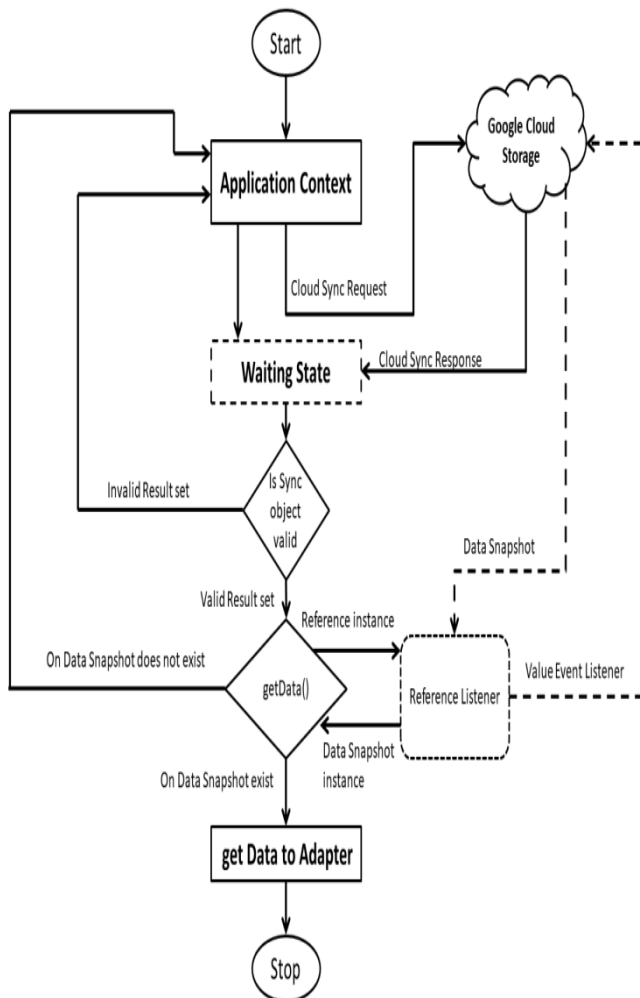 Start
Google Cloud
Storage
Application Context
Cloud Sync Request
Waiting State
Cloud Sync Response
Is Sync
object
valid
Invalid Result set
Data Snapshot
Valid Result set
Reference instance
On Data Snapshot does not exist
getData()
Reference Listener
Value Event Listener
Data Snapshot
instance
On Data Snapshot exist
get Data to Adapter
Stop